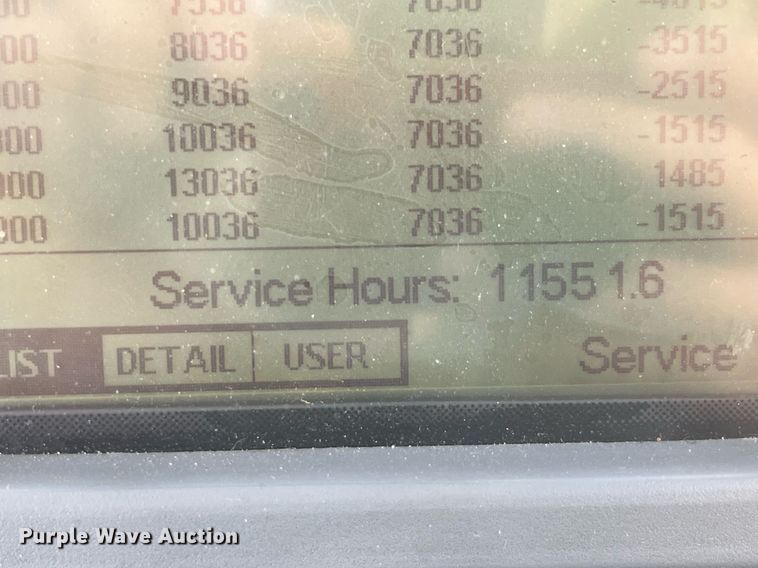 8036 7036 -3515
9036 7036 -2515
10036 7036 -1515
13036 7036 1485
10036 7036 -1515
Service Hours: 11551.6
LIST DETAIL USER Service
Purple Wave Auction